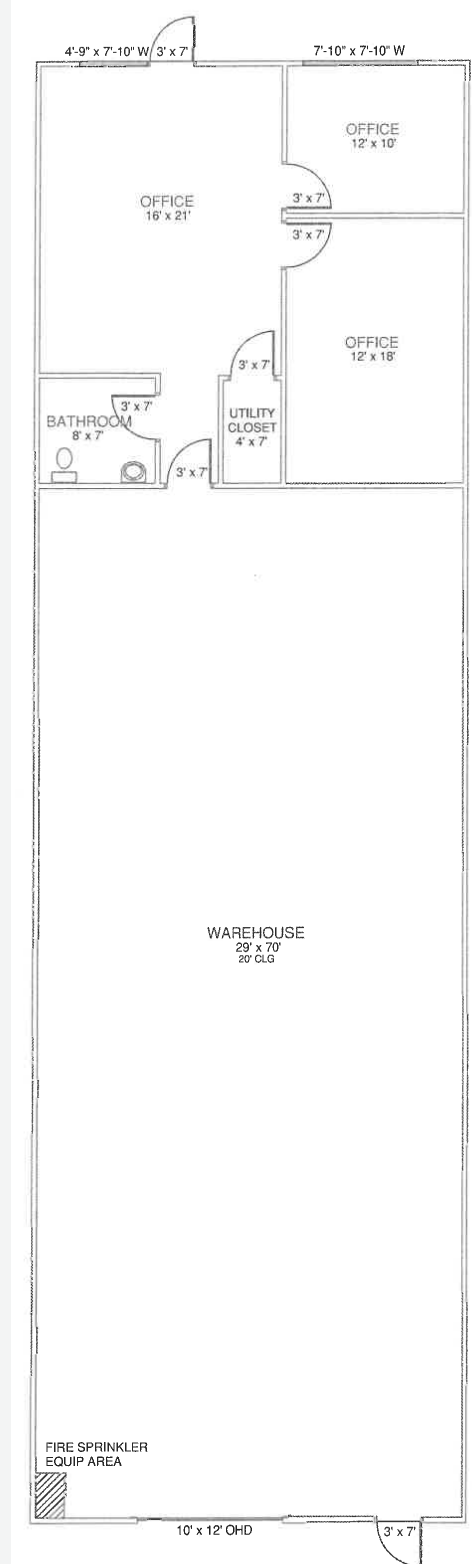 4'-9" x 7'-10" W
3' x 7'
7'-10" x 7'-10" W
OFFICE
12' x 10'
OFFICE
16' x 21'
3' x 7'
3' x 7'
OFFICE
12' x 18'
3' x 7'
BATHROOM
8' x 7'
3' x 7'
UTILITY
CLOSET
4' x 7'
3' x 7'
WAREHOUSE
29' x 70'
20' CLG
FIRE SPRINKLER
EQUIP AREA
10' x 12' OHD
3' x 7'